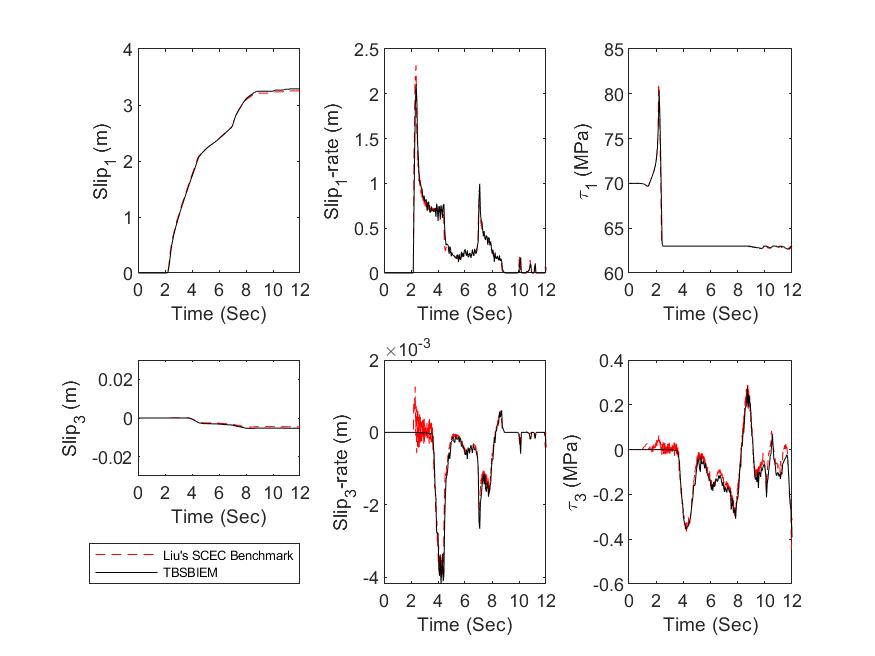 4
3
2
1
0
Slip1 (m)
0 2 4 6 8 10 12
Time (Sec)
2.5
2
1.5
1
0.5
0
Slip1-rate (m)
0 2 4 6 8 10 12
Time (Sec)
85
80
75
70
65
60
τ1 (MPa)
0 2 4 6 8 10 12
Time (Sec)
0.02
0
-0.02
Slip3 (m)
0 2 4 6 8 10 12
Time (Sec)
Liu's SCEC Benchmark
TBSBIEM
×10-3
2
0
-2
-4
Slip3-rate (m)
0 2 4 6 8 10 12
Time (Sec)
0.4
0.2
0
-0.2
-0.4
-0.6
τ3 (MPa)
0 2 4 6 8 10 12
Time (Sec)